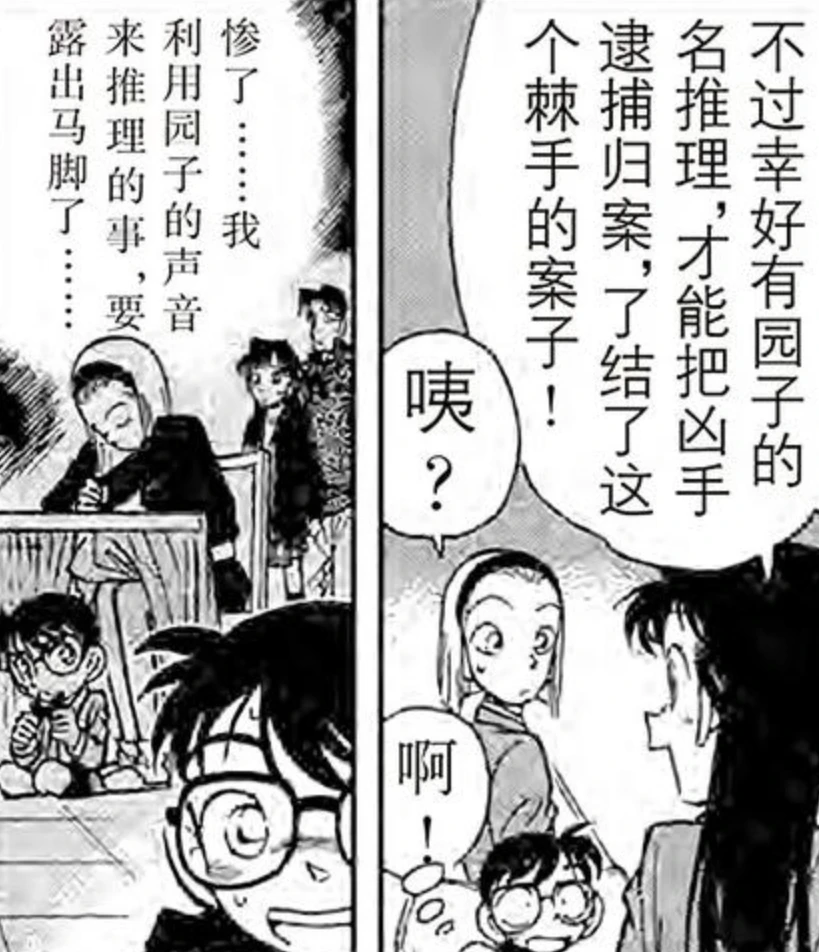 不过幸好有园子的
名推理，才能把凶手
逮捕归案，了结了这
个棘手的案子！
咦？
啊！
惨了……我
利用园子的声音
来推理的事，要
露出马脚了……